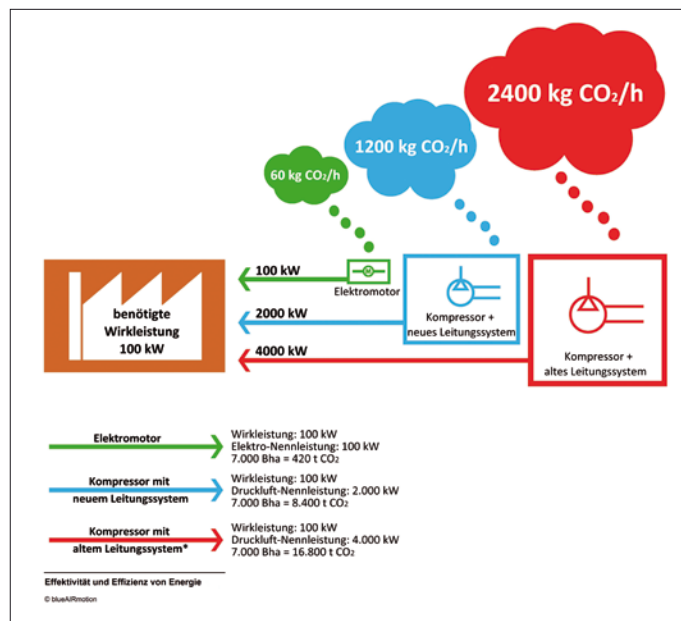 2400 kg CO₂/h
1200 kg CO₂/h
60 kg CO₂/h
benötigte
Wirkleistung
100 kW
100 kW
2000 kW
4000 kW
M
Elektromotor
Kompressor +
neues Leitungssystem
Kompressor +
altes Leitungssystem
Elektromotor
Wirkleistung: 100 kW
Elektro-Nennleistung: 100 kW
7.000 Bha = 420 t CO₂
Kompressor mit
neuem Leitungssystem
Wirkleistung: 100 kW
Druckluft-Nennleistung: 2.000 kW
7.000 Bha = 8.400 t CO₂
Kompressor mit
altem Leitungssystem*
Wirkleistung: 100 kW
Druckluft-Nennleistung: 4.000 kW
7.000 Bha = 16.800 t CO₂
Effektivität und Effizienz von Energie
© blueAIRmotion